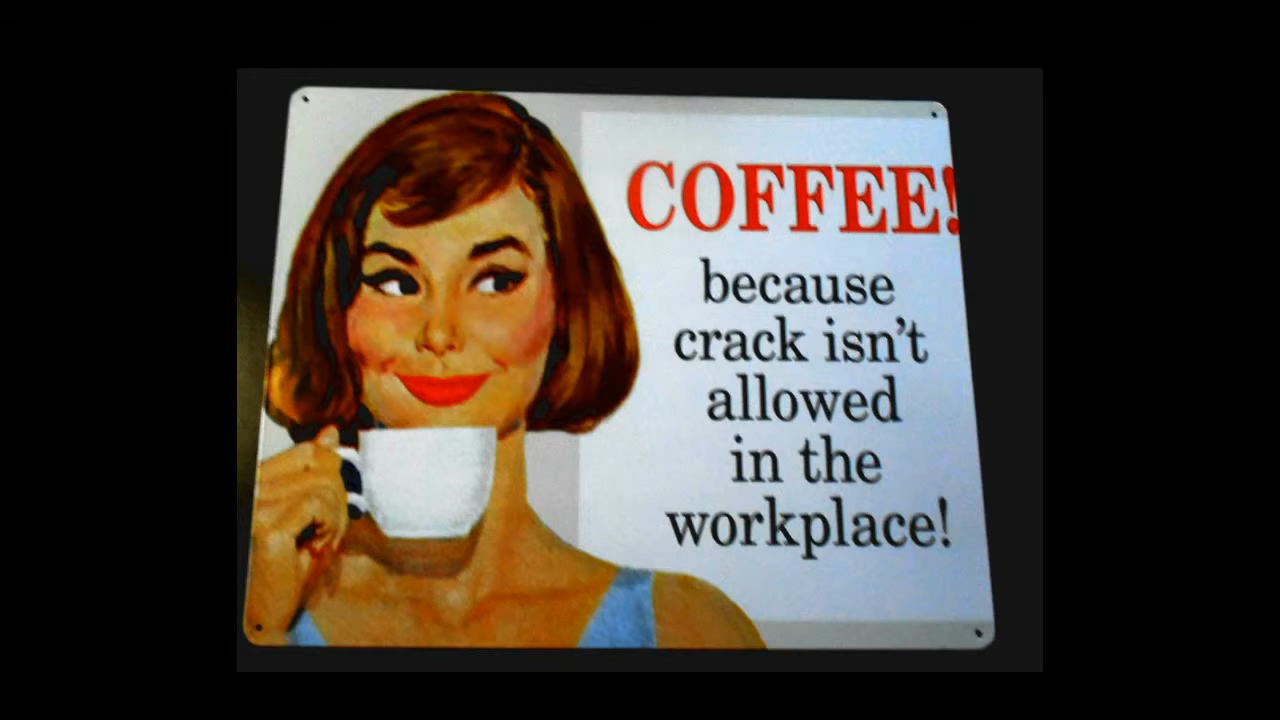 COFFEE!
because
crack isn't
allowed
in the
workplace!